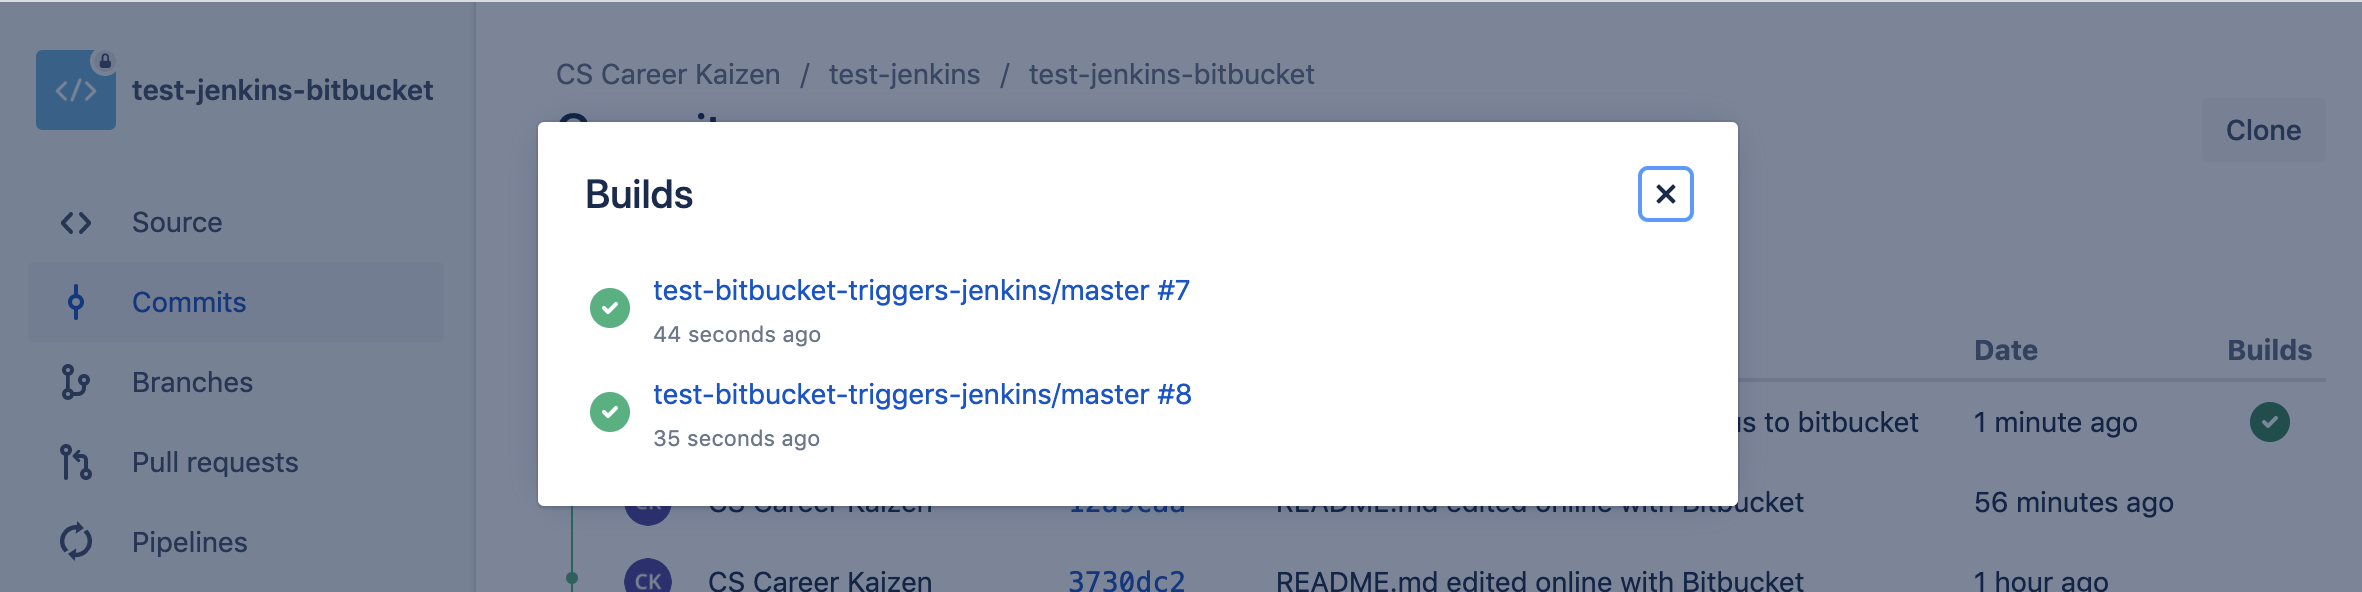 test-jenkins-bitbucket
Source
Commits
Branches
Pull requests
Pipelines
CS Career Kaizen / test-jenkins / test-jenkins-bitbucket
Clone
Builds
test-bitbucket-triggers-jenkins/master #7
44 seconds ago
test-bitbucket-triggers-jenkins/master #8
35 seconds ago
Date Builds
to bitbucket 1 minute ago
CS Career Kaizen README.md edited online with Bitbucket 56 minutes ago
CK CS Career Kaizen 3730dc2 README.md edited online with Bitbucket 1 hour ago